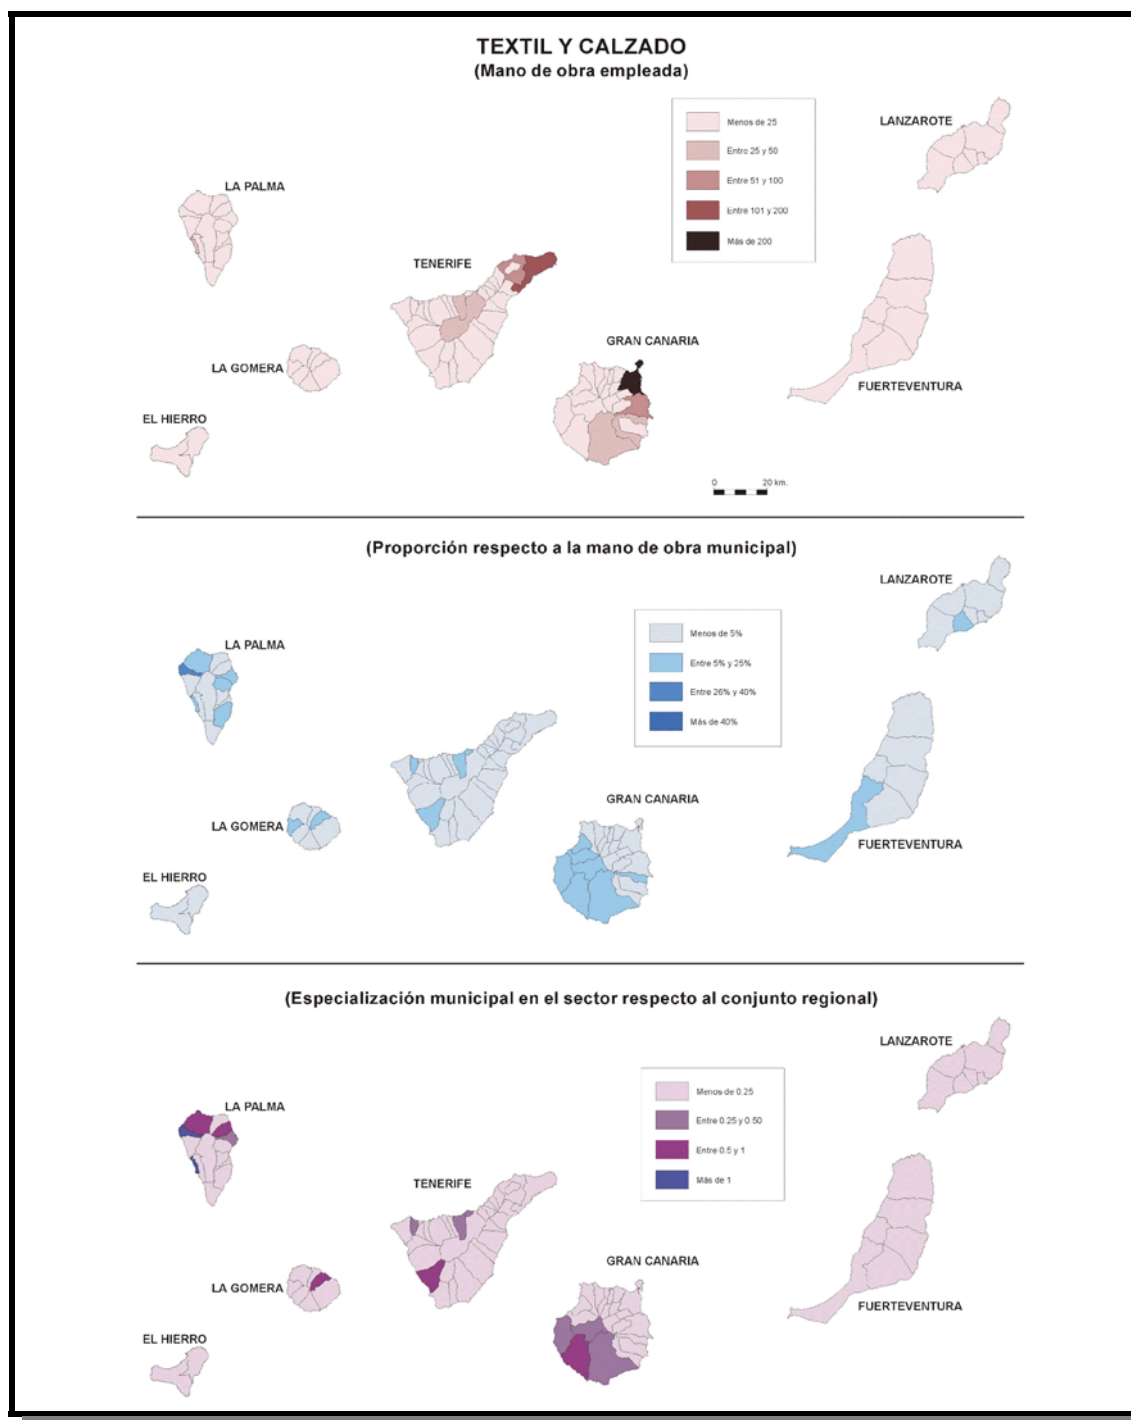 TEXTIL Y CALZADO
(Mano de obra empleada)
Menos de 25
Entre 25 y 50
Entre 51 y 100
Entre 101 y 200
Más de 200
LANZAROTE
LA PALMA
TENERIFE
GRAN CANARIA
LA GOMERA
FUERTEVENTURA
EL HIERRO
0 20 km.
(Proporción respecto a la mano de obra municipal)
LANZAROTE
Menos de 5%
Entre 5% y 25%
Entre 26% y 40%
Más de 40%
LA PALMA
GRAN CANARIA
LA GOMERA
FUERTEVENTURA
EL HIERRO
(Especialización municipal en el sector respecto al conjunto regional)
LANZAROTE
Menos de 0.25
Entre 0.25 y 0.50
Entre 0.5 y 1
Más de 1
LA PALMA
TENERIFE
GRAN CANARIA
LA GOMERA
FUERTEVENTURA
EL HIERRO